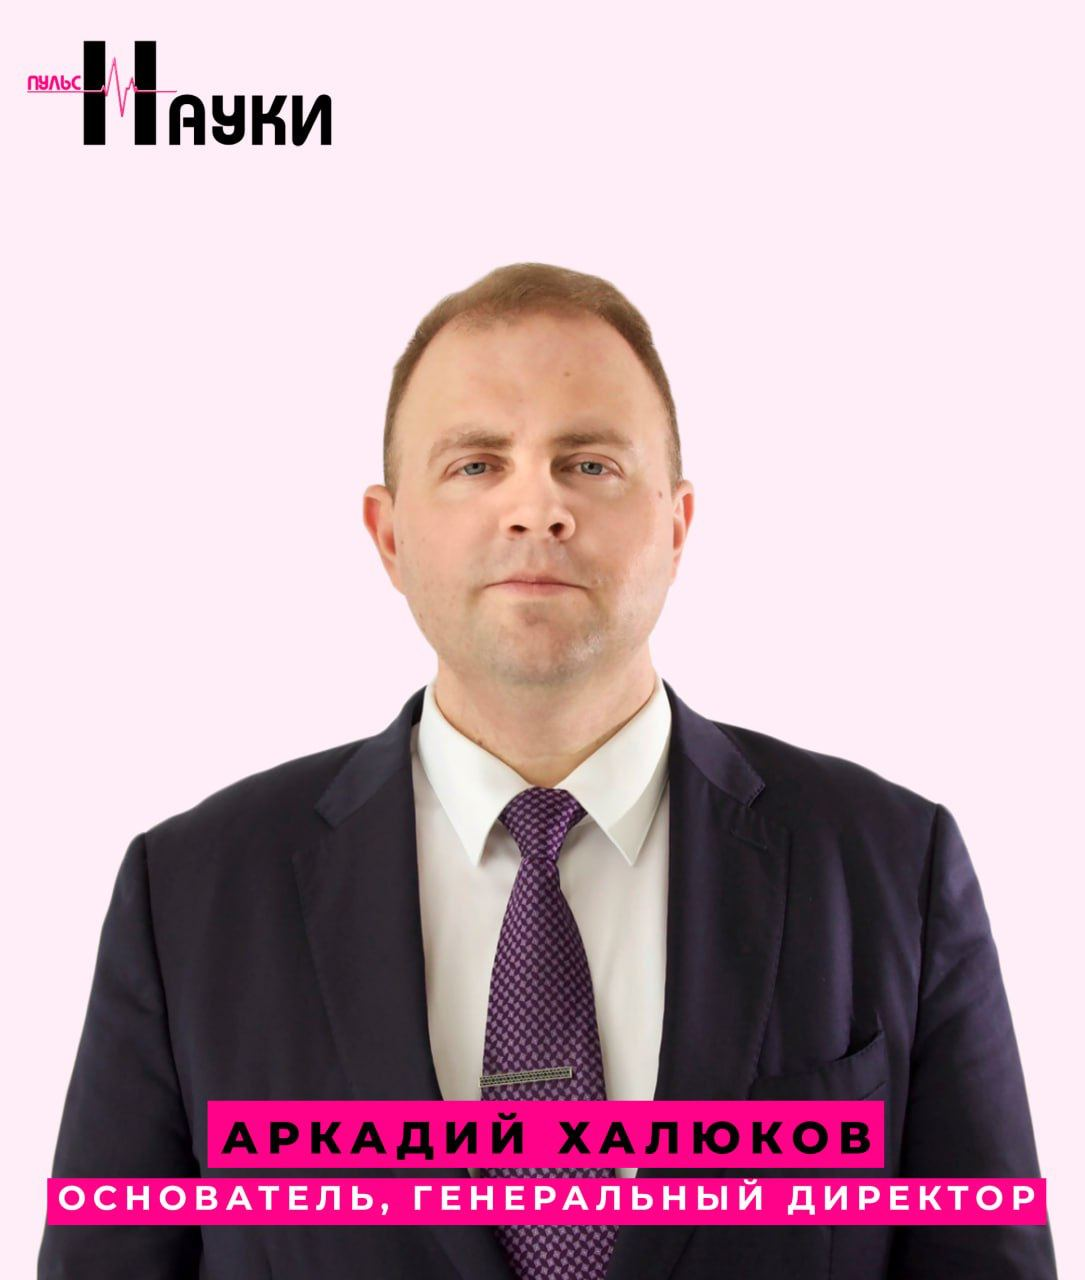 ПУЛЬС
НАУКИ
АРКАДИЙ ХАЛЮКОВ
ОСНОВАТЕЛЬ, ГЕНЕРАЛЬНЫЙ ДИРЕКТОР